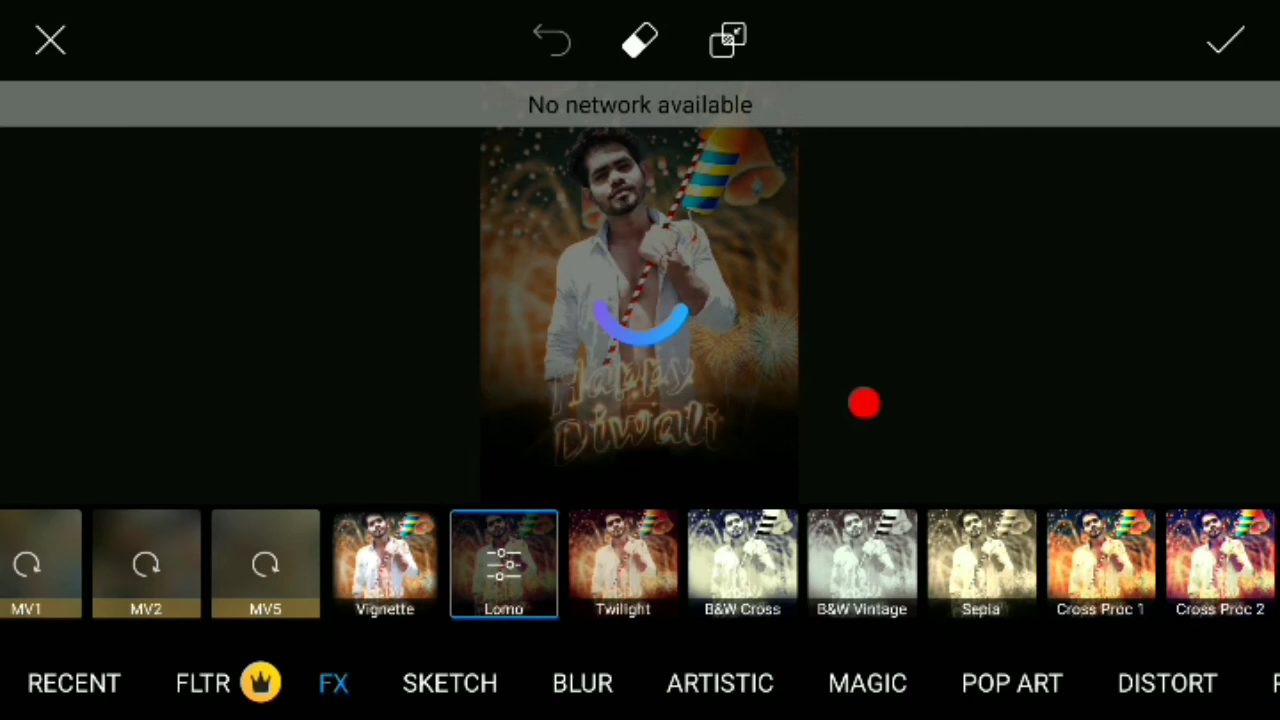 No network available
Happy
Diwali
MV1
MV2
MV5
Vignette
Lomo
Twilight
B&W Cross
B&W Vintage
Sepia
Cross Proc 1
Cross Proc 2
RECENT
FLTR
FX
SKETCH
BLUR
ARTISTIC
MAGIC
POP ART
DISTORT